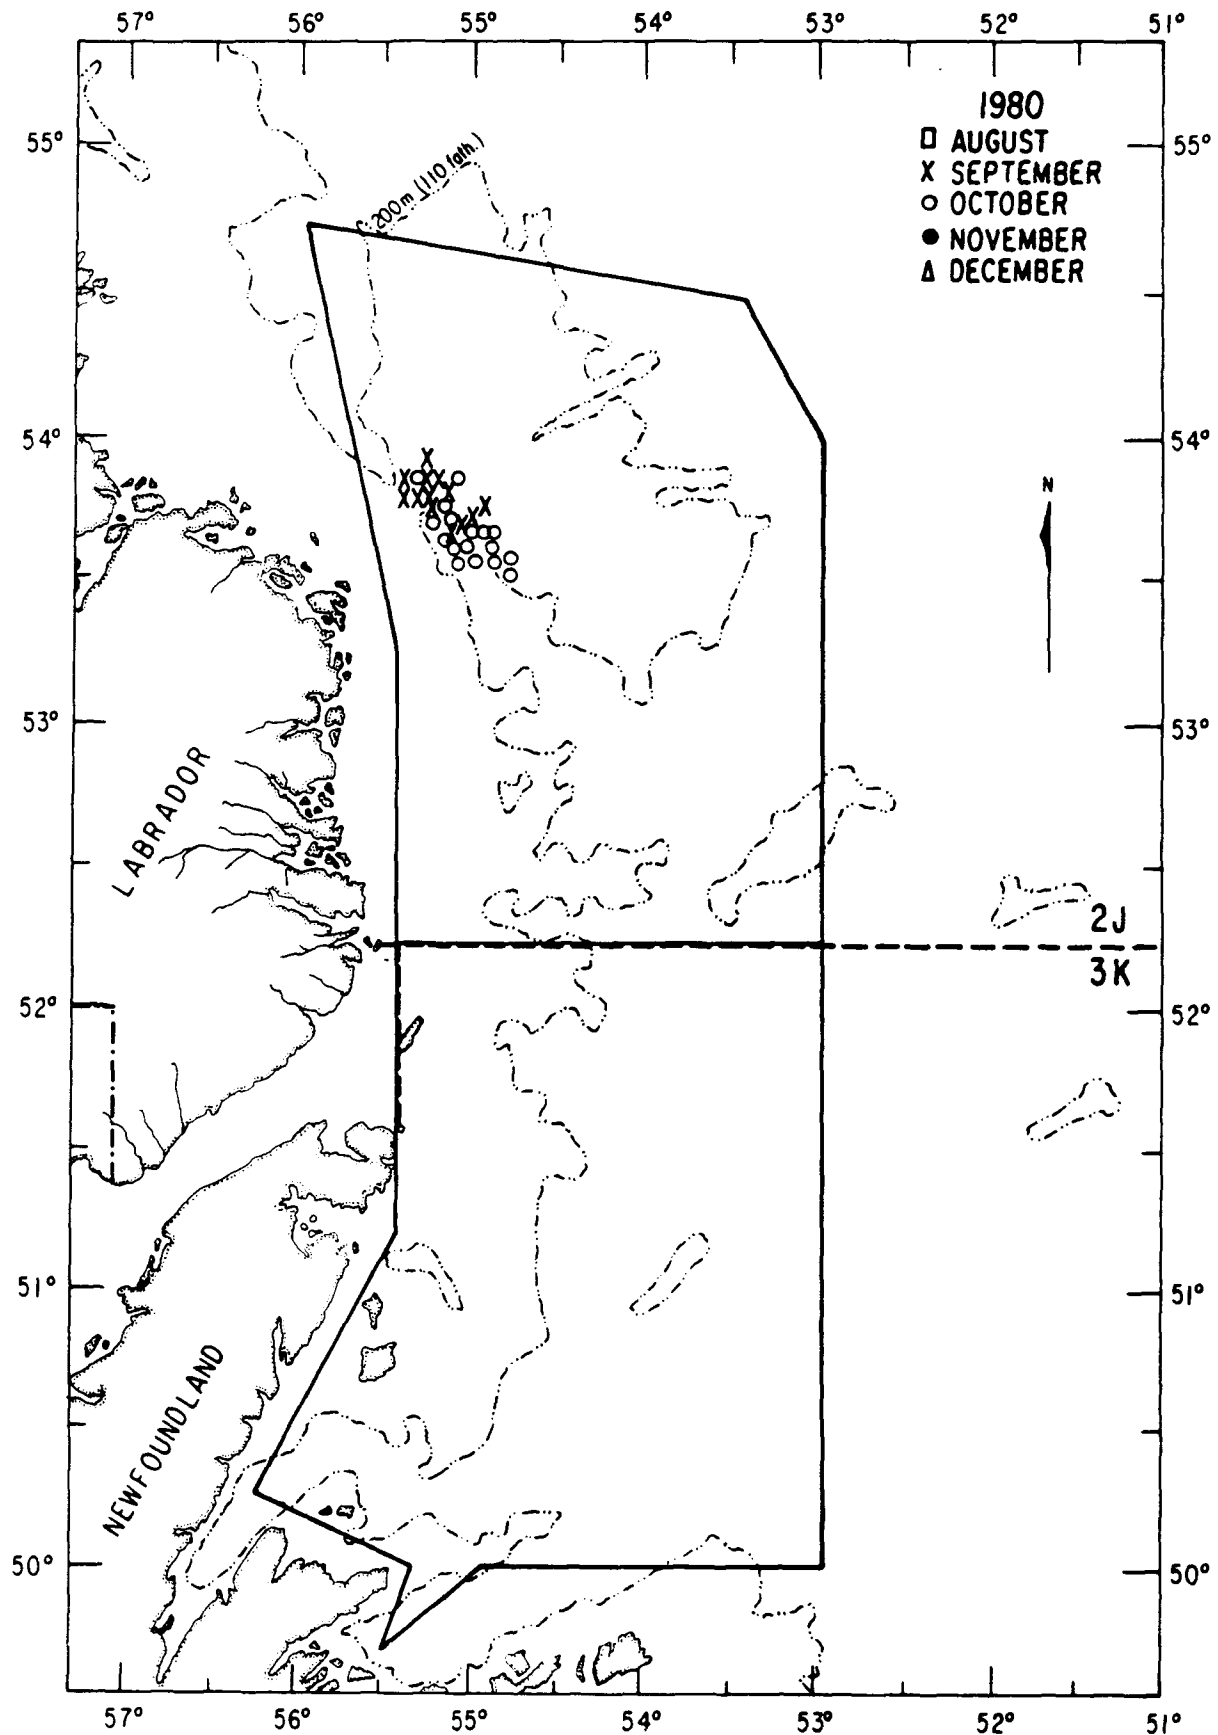 57° 56° 55° 54° 53° 52° 51°
1980
AUGUST
X SEPTEMBER
OCTOBER
NOVEMBER
DECEMBER
55° 55°
200m (110 fath.)
54° 54°
N
53° 53°
LABRADOR
2J
3K
52° 52°
51° 51°
NEWFOUNDLAND
50° 50°
57° 56° 55° 54° 53° 52° 51°